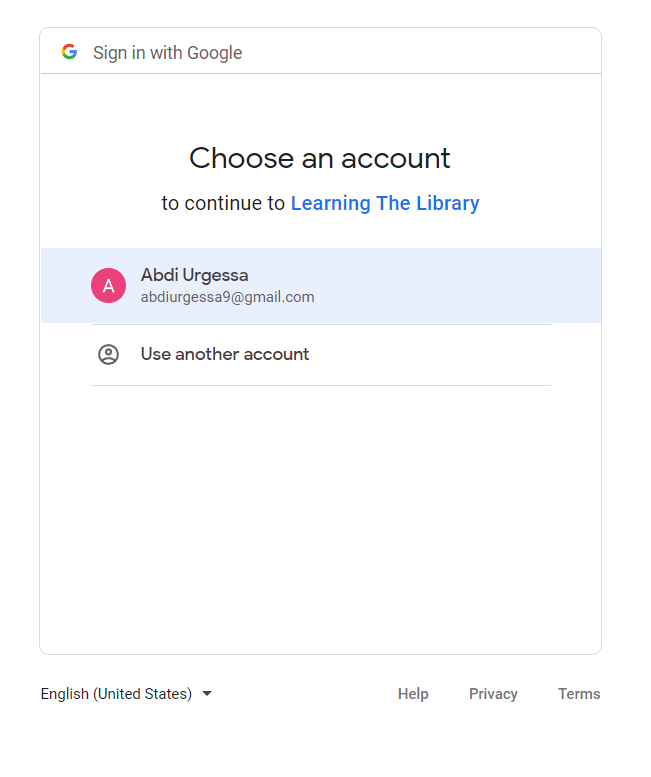 Sign in with Google
Choose an account
to continue to Learning The Library
A
Abdi Urgessa
abdiurgessa9@gmail.com
Use another account
English (United States)
Help Privacy Terms